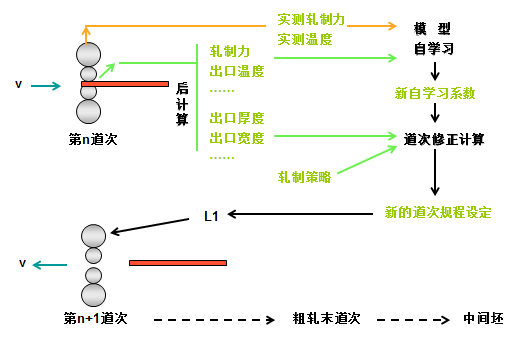 实测轧制力
实测温度
模 型
自学习
轧制力
出口温度
……
后计算
v
新自学习系数
出口厚度
出口宽度
……
第n道次
道次修正计算
轧制策略
L1
新的道次规程设定
v
第n+1道次
粗轧末道次
中间坯